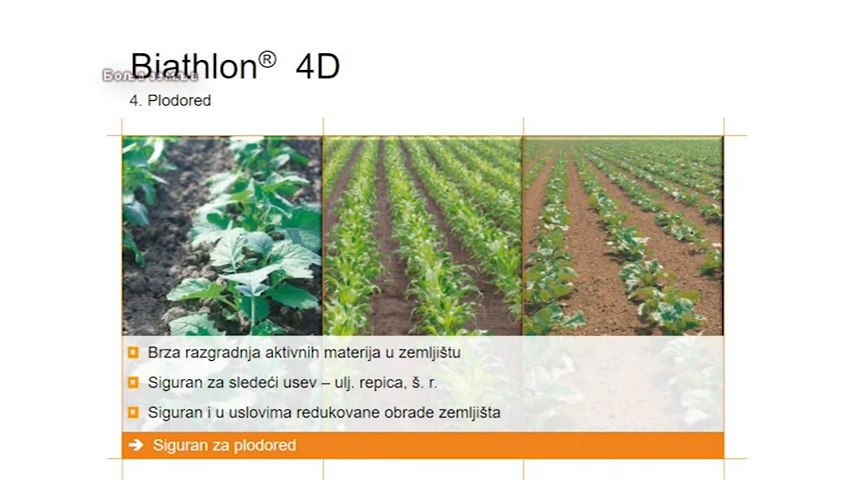 Biathlon® 4D
4. Plodored
Brza razgradnja aktivnih materija u zemljištu
Siguran za sledeći usev – ulj. repica, š. r.
Siguran i u uslovima redukovane obrade zemljišta
Siguran za plodored